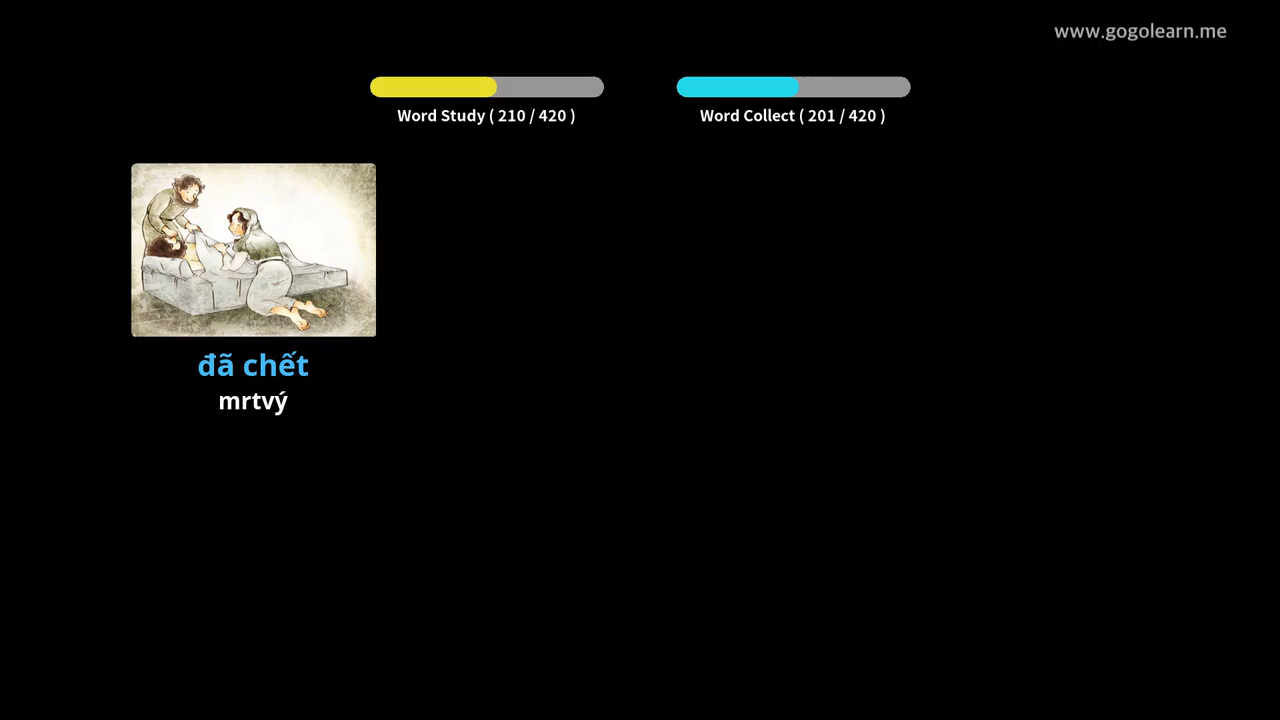 www.gogolearn.me
Word Study ( 210 / 420 )
Word Collect ( 201 / 420 )
đã chết
mrtvý